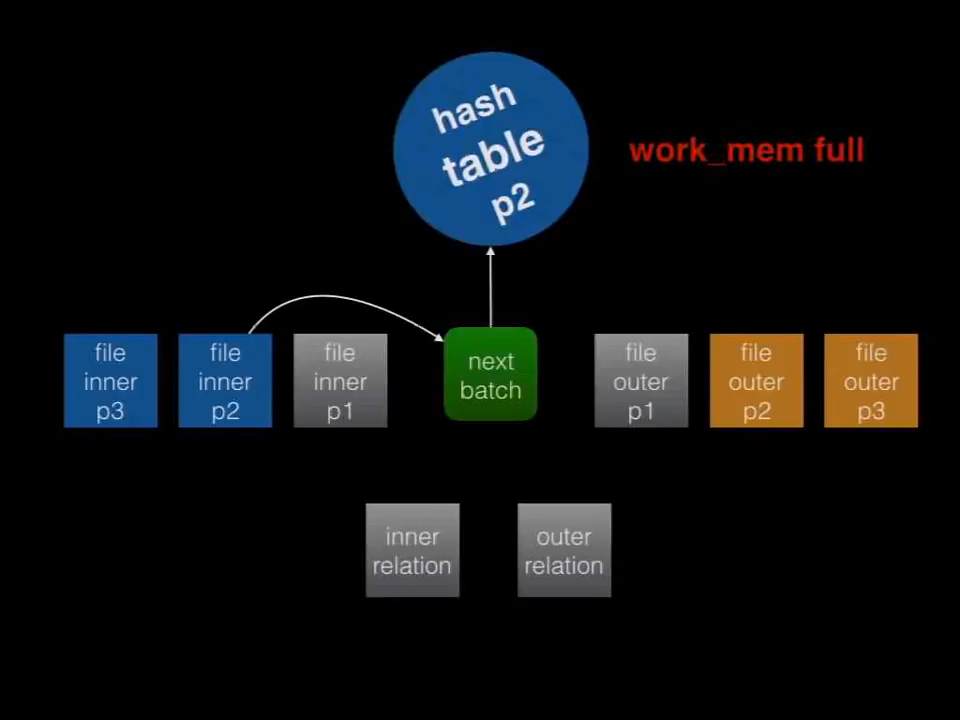 hash
table
p2
work_mem full
file
inner
p3
file
inner
p2
file
inner
p1
next
batch
file
outer
p1
file
outer
p2
file
outer
p3
inner
relation
outer
relation